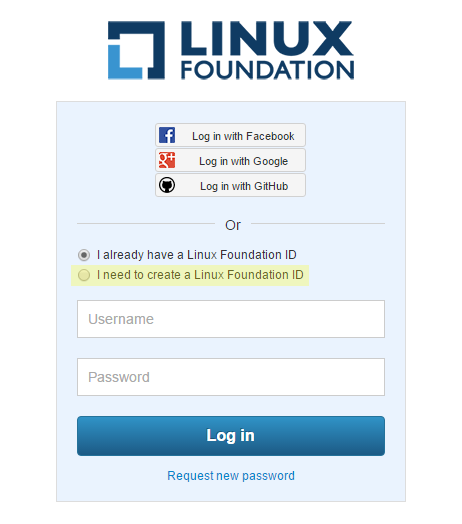 LINUX
FOUNDATION
Log in with Facebook
Log in with Google
Log in with GitHub
Or
I already have a Linux Foundation ID
I need to create a Linux Foundation ID
Username
Password
Log in
Request new password